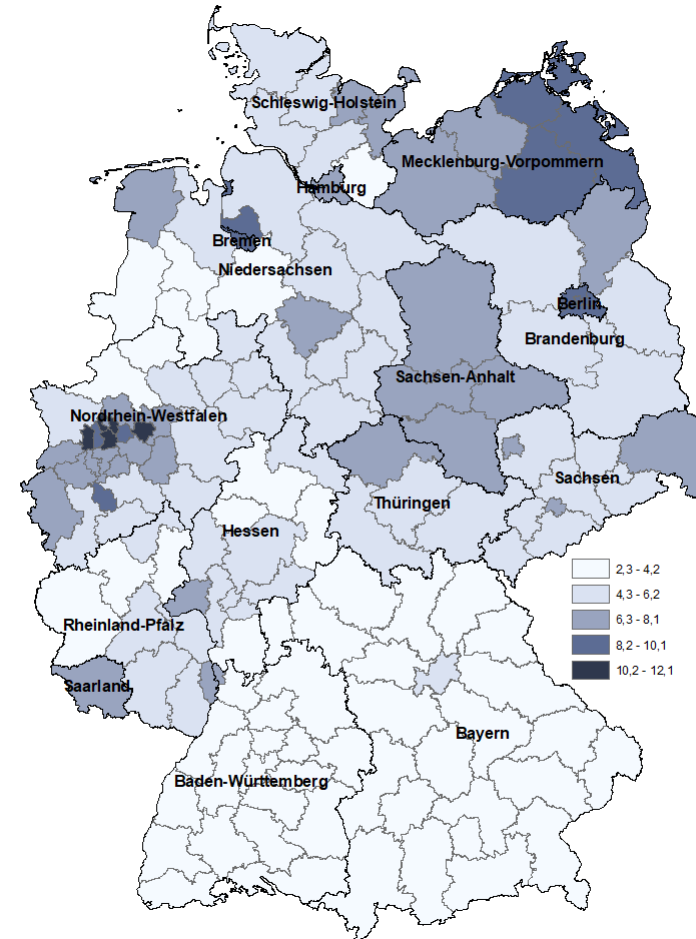 Schleswig-Holstein
Mecklenburg-Vorpommern
Hamburg
Bremen
Niedersachsen
Berlin
Brandenburg
Sachsen-Anhalt
Nordrhein-Westfalen
Sachsen
Thüringen
Hessen
2,3 - 4,2
4,3 - 6,2
6,3 - 8,1
8,2 - 10,1
10,2 - 12,1
Rheinland-Pfalz
Saarland
Bayern
Baden-Württemberg